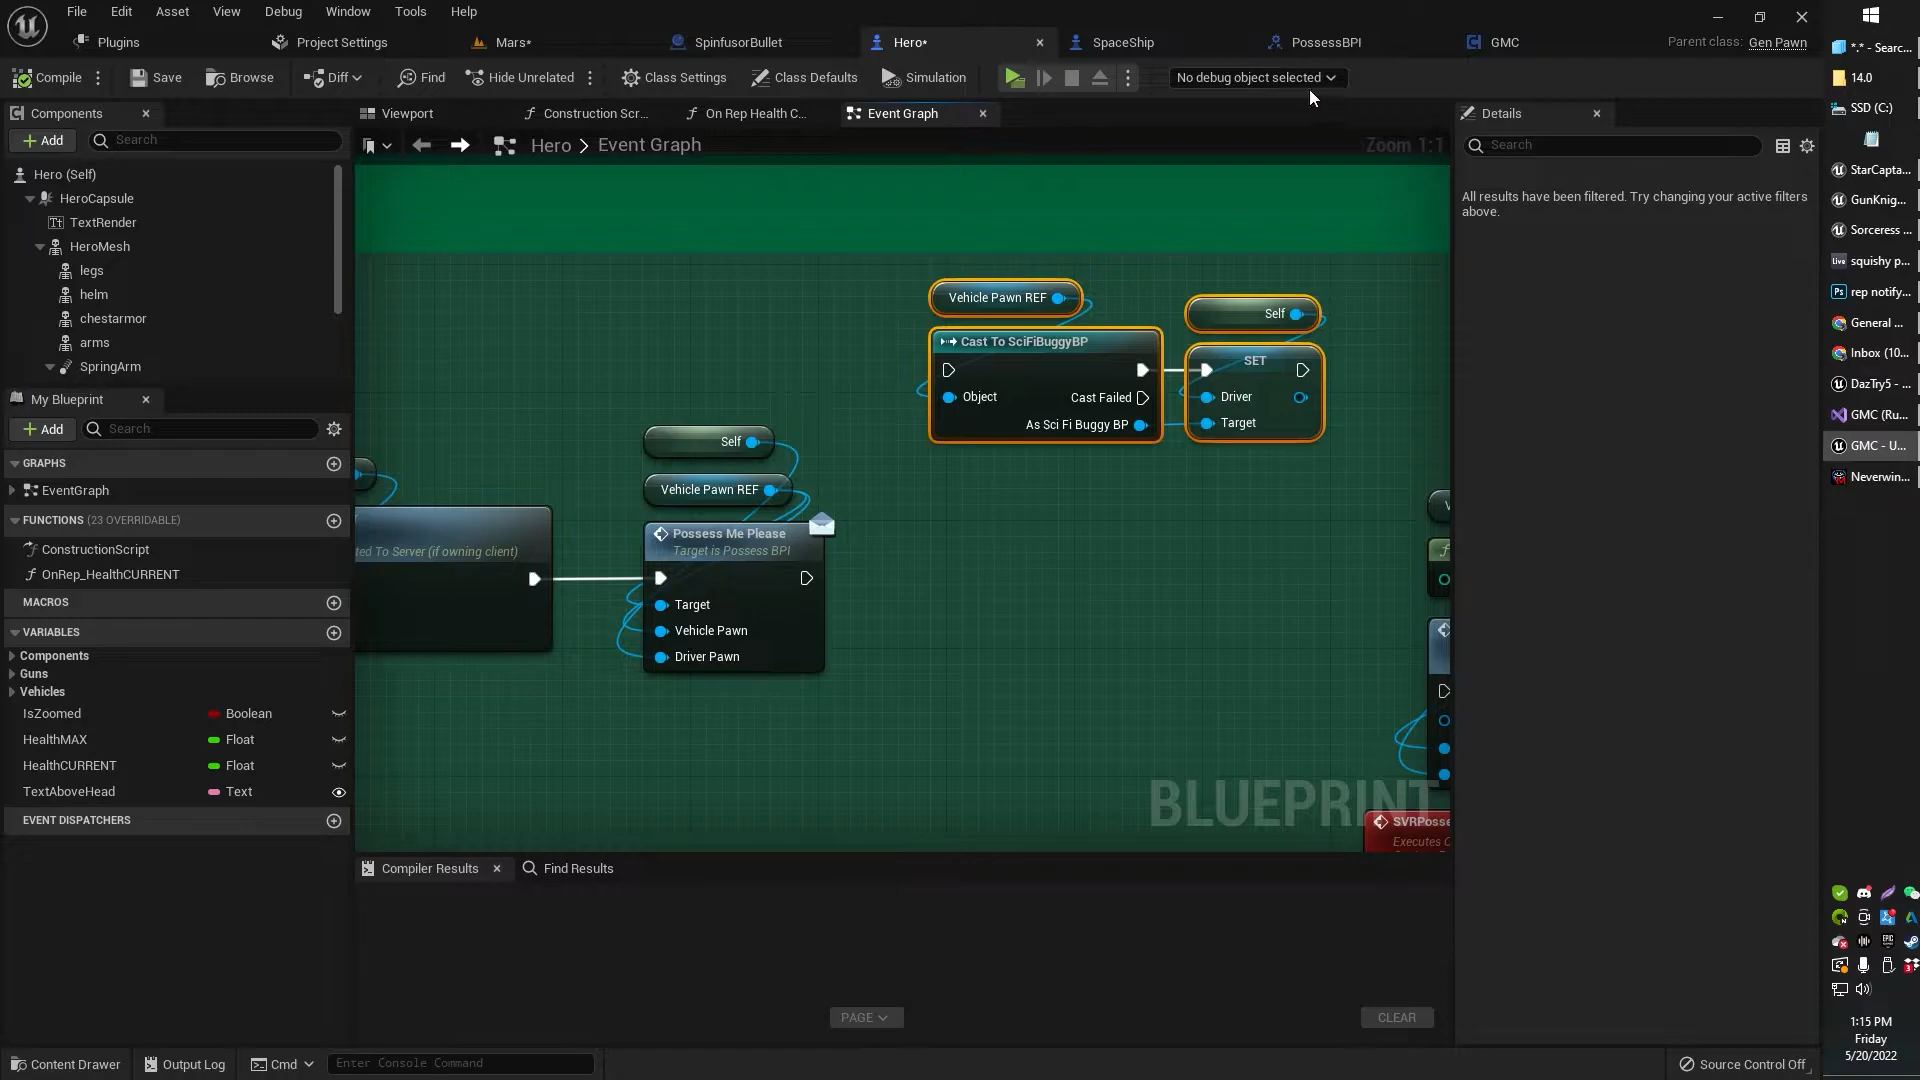 File Edit Asset View Debug Window Tools Help
Plugins
Project Settings
Mars*
SpinfusorBullet
Hero*
SpaceShip
PossessBPI
GMC
Parent class: Gen Pawn
Compile
Save
Browse
Diff
Find
Hide Unrelated
Class Settings
Class Defaults
Simulation
No debug object selected
Components
Add
Search
Hero (Self)
HeroCapsule
TextRender
HeroMesh
legs
helm
chestarmor
arms
SpringArm
My Blueprint
Add
Search
GRAPHS
EventGraph
FUNCTIONS (23 OVERRIDABLE)
ConstructionScript
OnRep_HealthCURRENT
MACROS
VARIABLES
Components
Guns
Vehicles
IsZoomed Boolean
HealthMAX Float
HealthCURRENT Float
TextAboveHead Text
EVENT DISPATCHERS
Viewport
Construction Scr...
On Rep Health C...
Event Graph
Hero > Event Graph
Zoom 1:1
Vehicle Pawn REF
Self
Cast To SciFiBuggyBP
Object
Cast Failed
As Sci Fi Buggy BP
SET
Driver
Target
Self
Vehicle Pawn REF
ted To Server (if owning client)
Possess Me Please
Target is Possess BPI
Target
Vehicle Pawn
Driver Pawn
BLUEPRINT
SVRPosse
Executes C
Compiler Results
Find Results
PAGE
CLEAR
Details
Search
All results have been filtered. Try changing your active filters
above.
Content Drawer
Output Log
Cmd
Enter Console Command
Source Control Off
*.* - Searc...
14.0
SSD (C:)
StarCapta...
GunKnig...
Sorceress ...
Live squishy p...
Ps rep notify...
General ...
Inbox (10...
DazTry5 - ...
GMC (Ru...
GMC - U...
Neverwin...
1:15 PM
Friday
5/20/2022